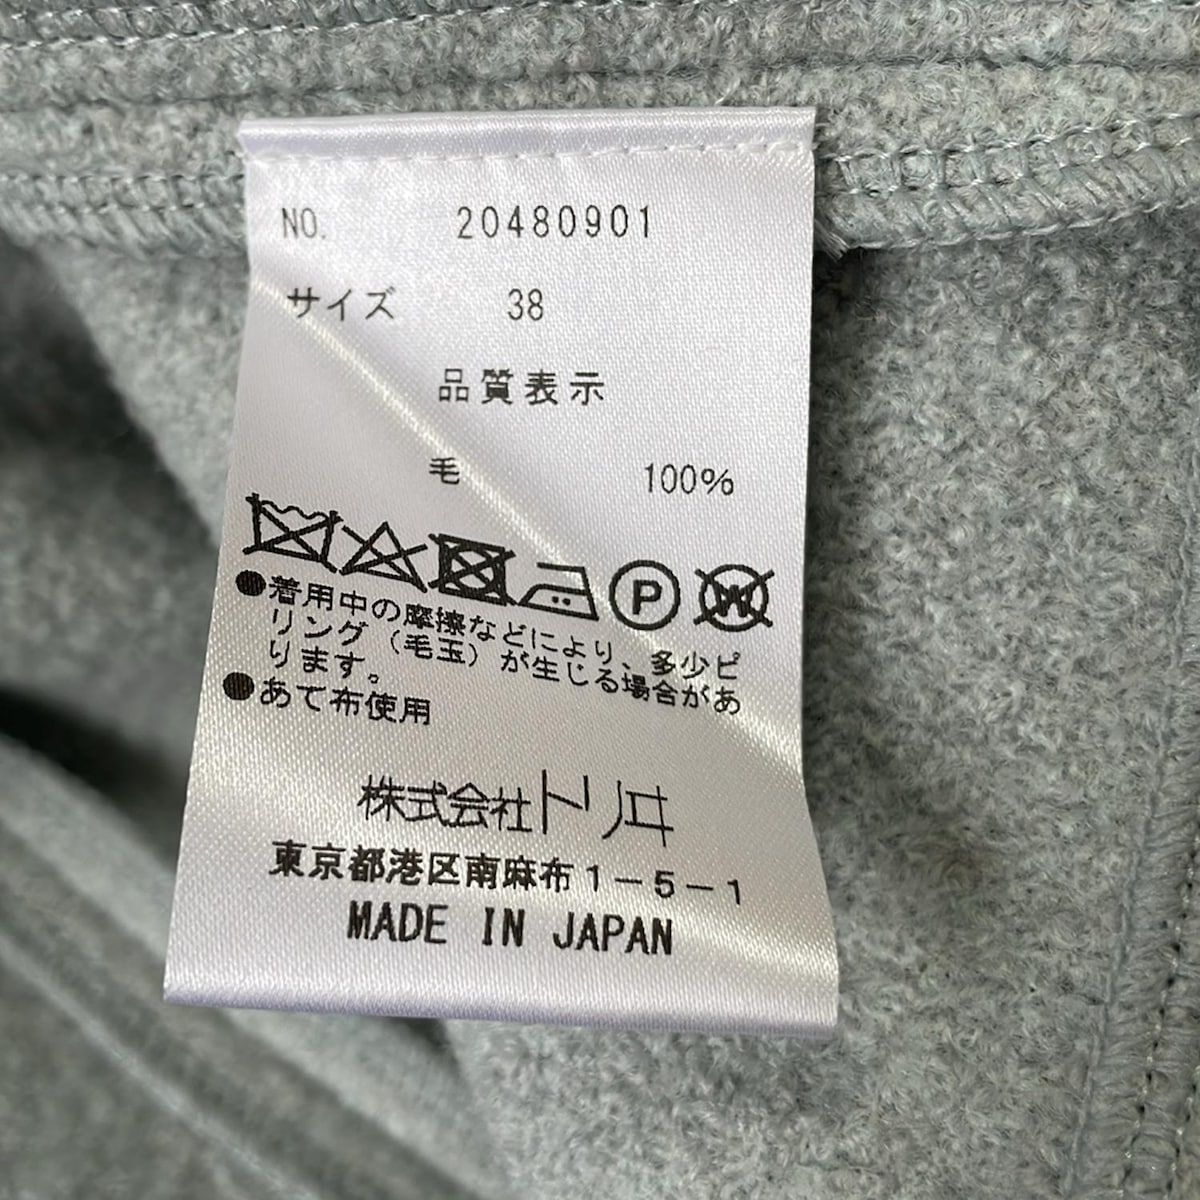 NO. 20480901
サイズ 38
品質表示
毛 100%
P W
●着用中の摩擦などにより、多少ピ
リング(毛玉)が生じる場合があ
ります。
●あて布使用
株式会社トリヱ
東京都港区南麻布1-5-1
MADE IN JAPAN